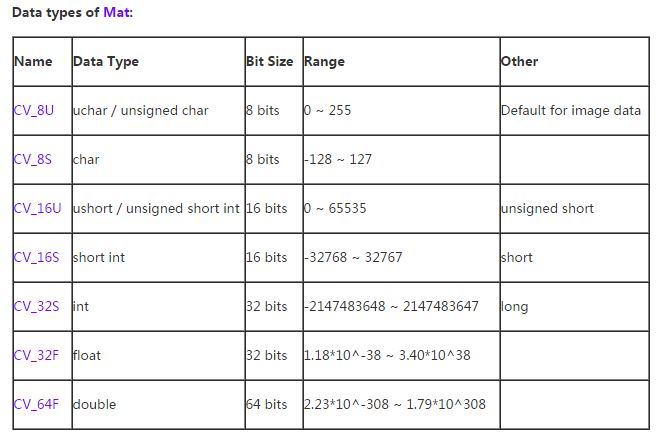 Data types of Mat:
Name Data Type Bit Size Range Other
CV_8U uchar / unsigned char 8 bits 0 ~ 255 Default for image data
CV_8S char 8 bits -128 ~ 127
CV_16U ushort / unsigned short int 16 bits 0 ~ 65535 unsigned short
CV_16S short int 16 bits -32768 ~ 32767 short
CV_32S int 32 bits -2147483648 ~ 2147483647 long
CV_32F float 32 bits 1.18*10^-38 ~ 3.40*10^38
CV_64F double 64 bits 2.23*10^-308 ~ 1.79*10^308